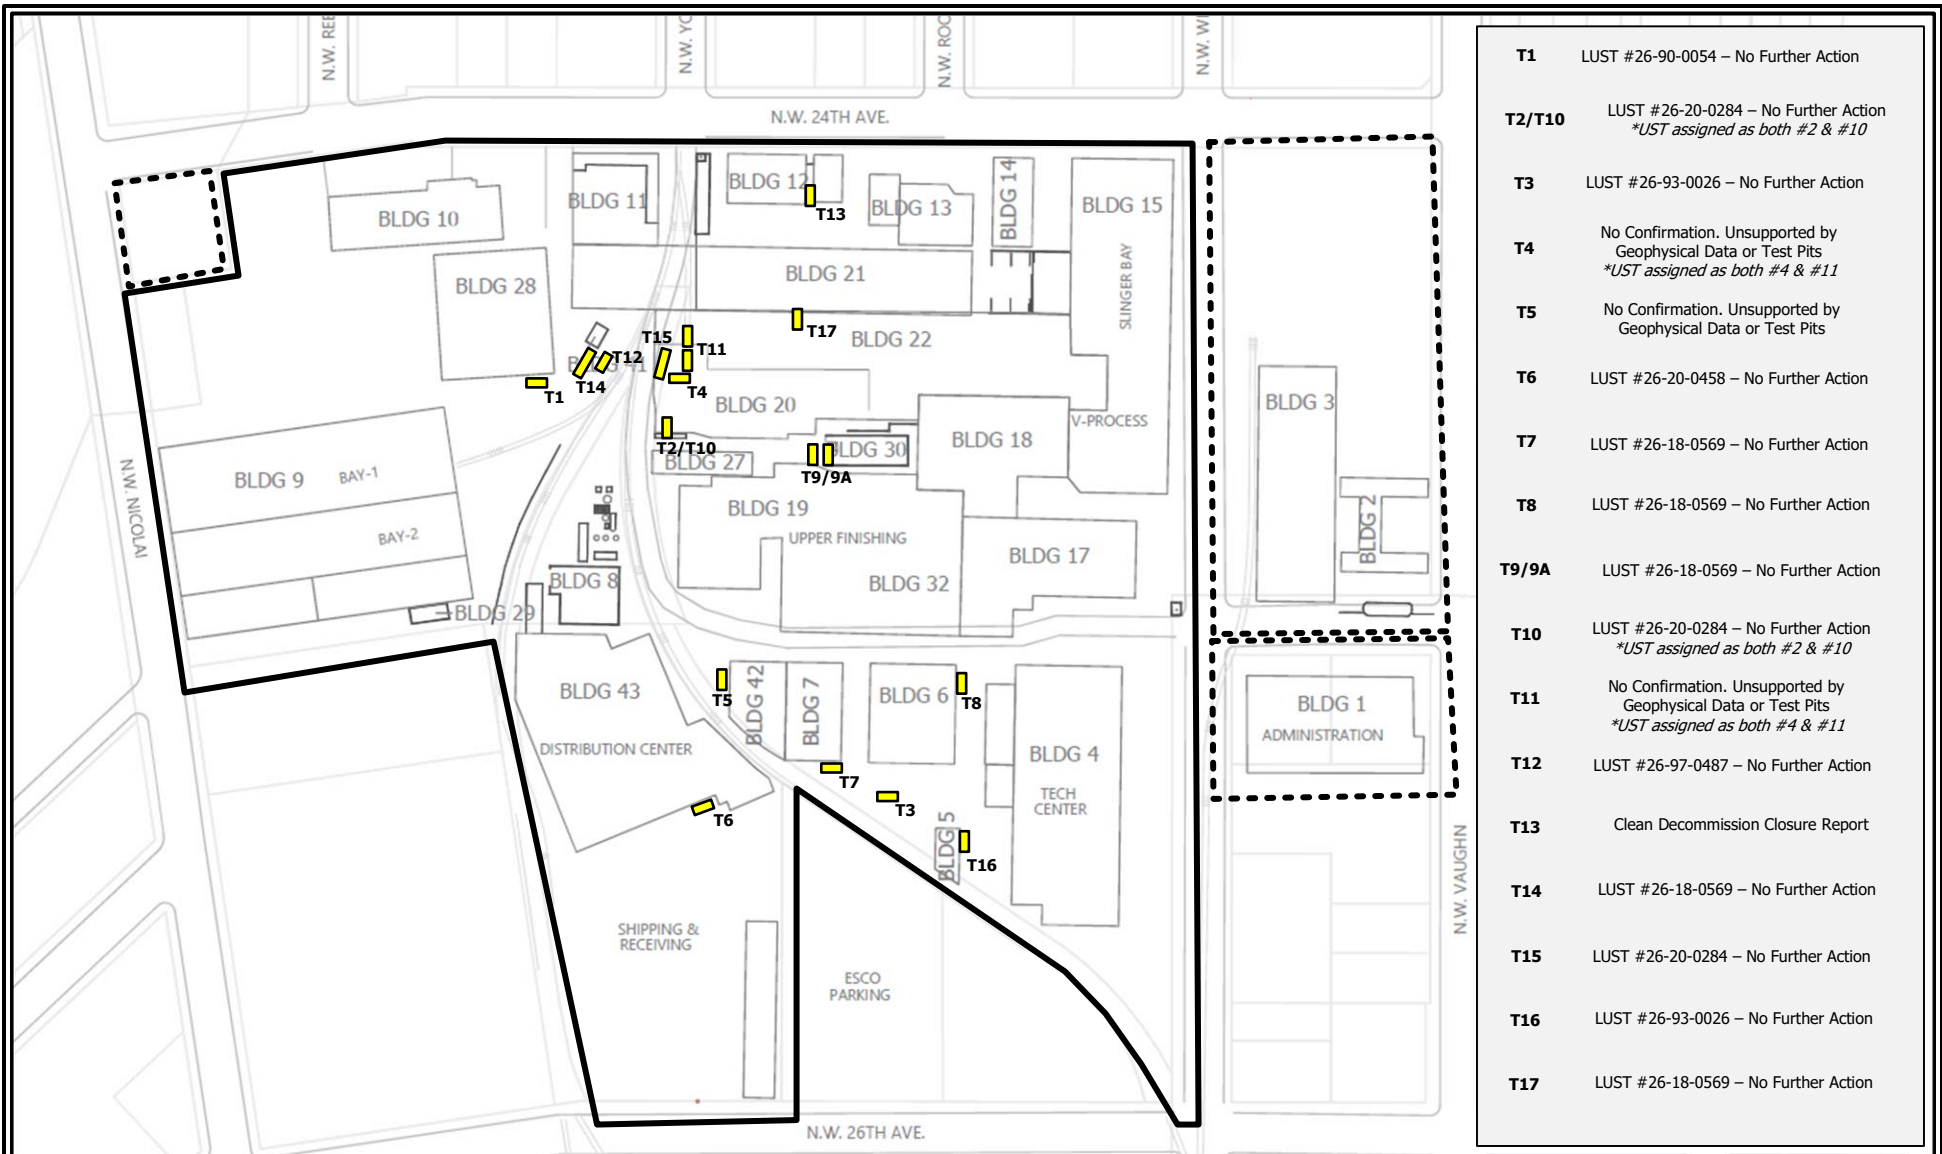 N.W. REE
N.W. YO
N.W. ROO
N.W. WI
N.W. 24TH AVE.
BLDG 10
BLDG 11
BLDG 12
T13
BLDG 13
BLDG 14
BLDG 15
SLINGER BAY
BLDG 28
BLDG 21
T17
BLDG 22
T15
T11
T12
T14
T1
T4
BLDG 20
T2/T10
BLDG 27
T9/9A
BLDG 30
BLDG 18
V-PROCESS
BLDG 3
BLDG 2
N.W. NICOLAI
BLDG 9
BAY-1
BAY-2
BLDG 19
UPPER FINISHING
BLDG 17
BLDG 32
BLDG 8
BLDG 29
BLDG 43
DISTRIBUTION CENTER
T5
BLDG 42
BLDG 7
BLDG 6
T8
T7
T3
T6
BLDG 5
T16
BLDG 4
TECH
CENTER
BLDG 1
ADMINISTRATION
N.W. VAUGHN
SHIPPING &
RECEIVING
ESCO
PARKING
N.W. 26TH AVE.
T1 LUST #26-90-0054 – No Further Action
T2/T10 LUST #26-20-0284 – No Further Action
*UST assigned as both #2 & #10
T3 LUST #26-93-0026 – No Further Action
T4 No Confirmation. Unsupported by
Geophysical Data or Test Pits
*UST assigned as both #4 & #11
T5 No Confirmation. Unsupported by
Geophysical Data or Test Pits
T6 LUST #26-20-0458 – No Further Action
T7 LUST #26-18-0569 – No Further Action
T8 LUST #26-18-0569 – No Further Action
T9/9A LUST #26-18-0569 – No Further Action
T10 LUST #26-20-0284 – No Further Action
*UST assigned as both #2 & #10
T11 No Confirmation. Unsupported by
Geophysical Data or Test Pits
*UST assigned as both #4 & #11
T12 LUST #26-97-0487 – No Further Action
T13 Clean Decommission Closure Report
T14 LUST #26-18-0569 – No Further Action
T15 LUST #26-20-0284 – No Further Action
T16 LUST #26-93-0026 – No Further Action
T17 LUST #26-18-0569 – No Further Action